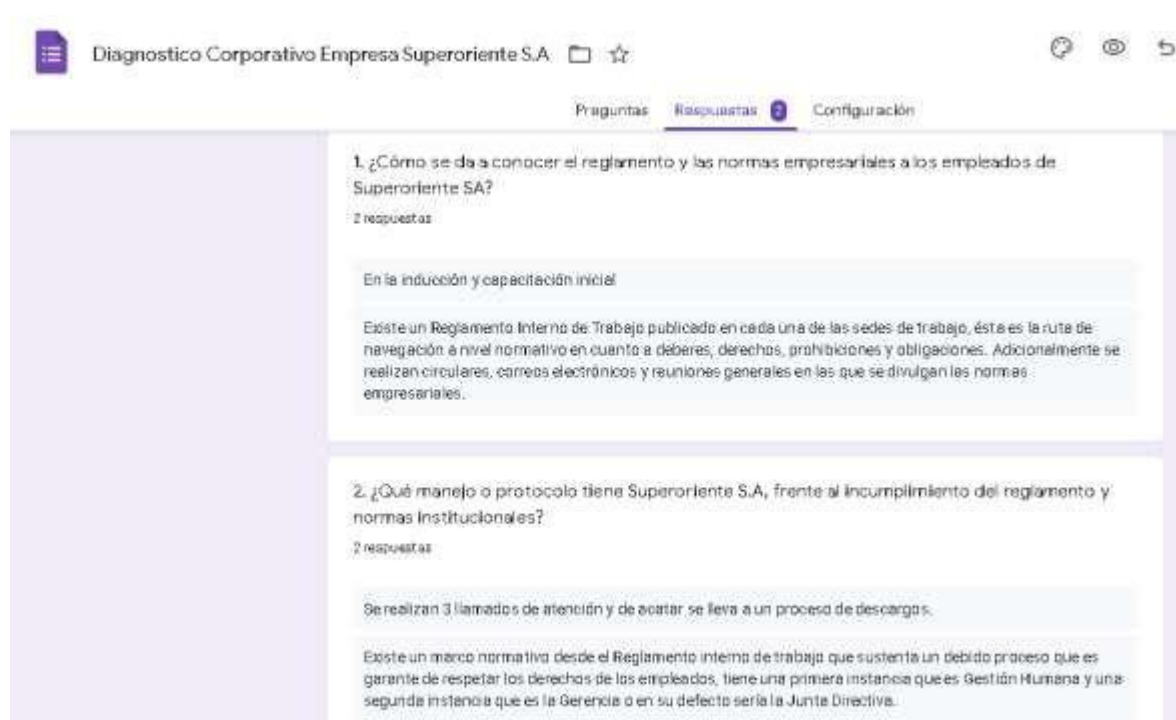 Diagnostico Corporativo Empresa Superoriente S.A
Preguntas Respuestas 2 Configuración
1. ¿Cómo se da a conocer el reglamento y las normas empresariales a los empleados de
Superoriente SA?
2 respuestas
En la inducción y capacitación inicial
Existe un Reglamento Interno de Trabajo publicado en cada una de las sedes de trabajo, ésta es la ruta de
navegación a nivel normativo en cuanto a deberes, derechos, prohibiciones y obligaciones. Adicionalmente se
realizan circulares, correos electrónicos y reuniones generales en las que se divulgan las normas
empresariales.
2. ¿Qué manejo o protocolo tiene Superoriente S.A, frente al incumplimiento del reglamento y
normas institucionales?
2 respuestas
Se realizan 3 llamados de atención y de acatar se lleva a un proceso de descargos.
Existe un marco normativo desde el Reglamento interno de trabajo que sustenta un debido proceso que es
garante de respetar los derechos de los empleados, tiene una primera instancia que es Gestión Humana y una
segunda instancia que es la Gerencia o en su defecto sería la Junta Directiva.